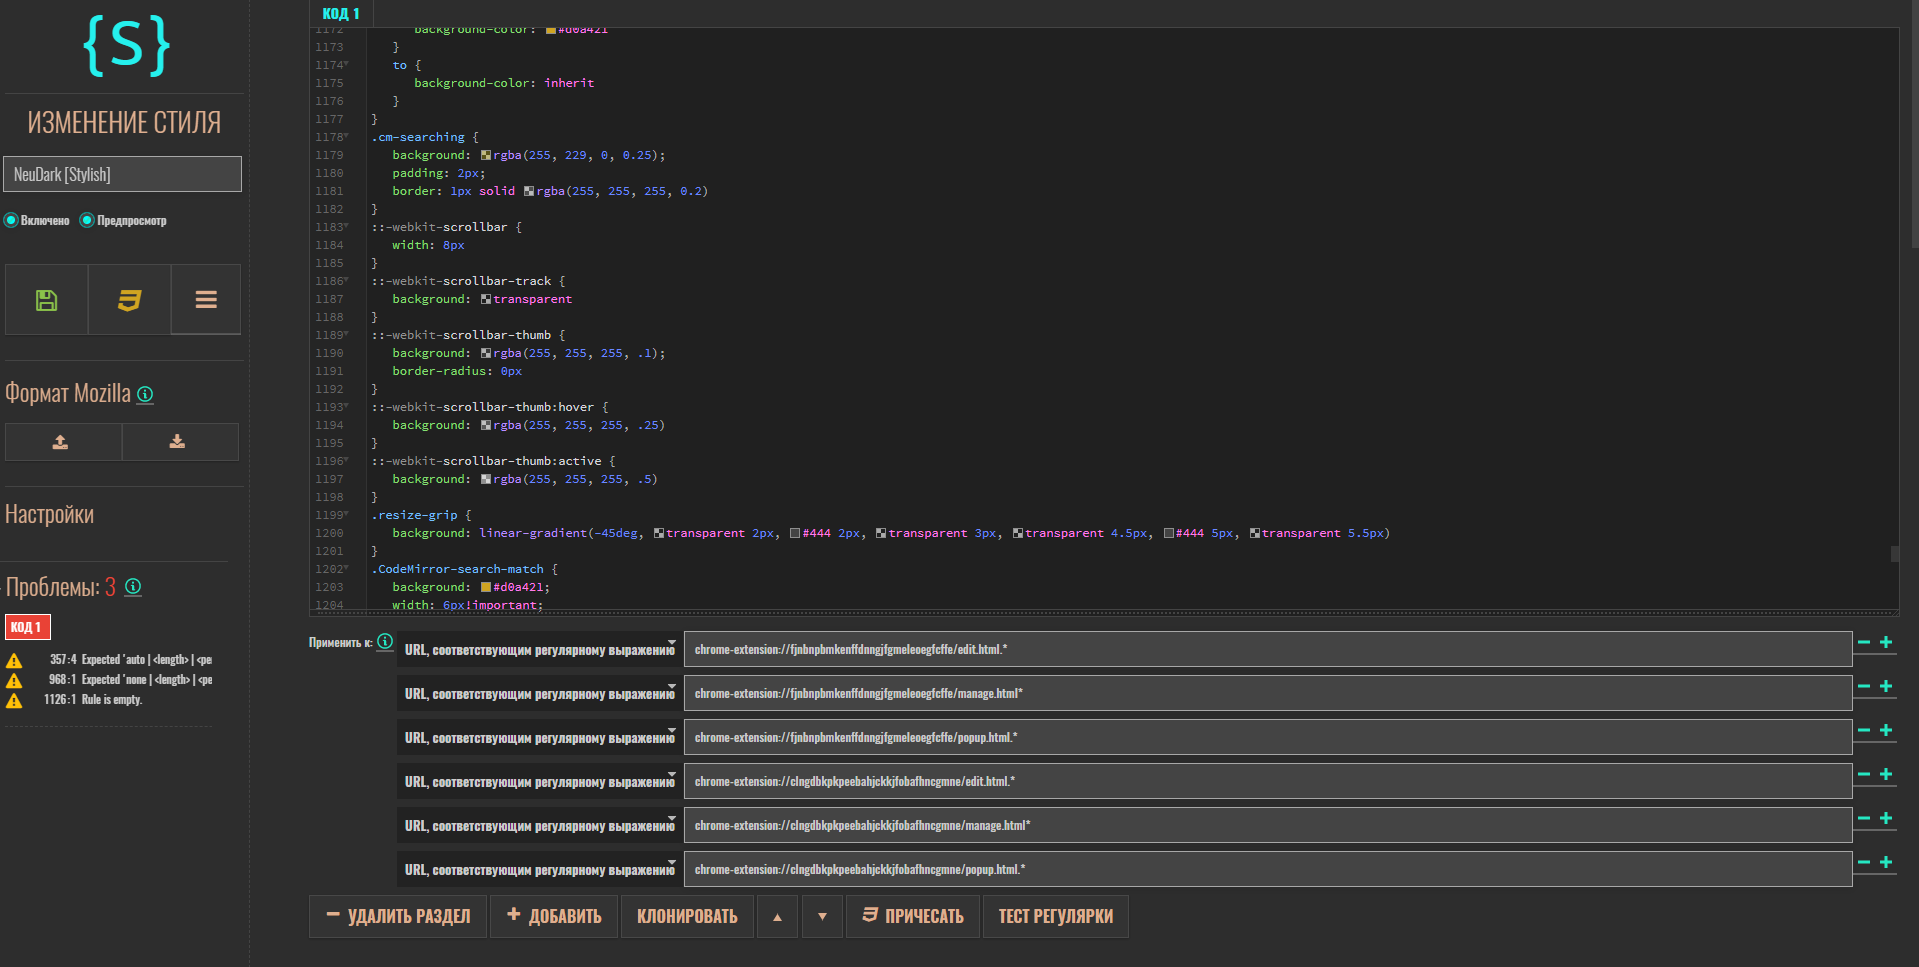 {S}
ИЗМЕНЕНИЕ СТИЛЯ
NeuDark [Stylish]
Включено Предпросмотр
Формат Mozilla
Настройки
Проблемы: 3
КОД 1
357:4 Expected 'auto | <length> | <pe
968:1 Expected 'none | <length> | <pe
1126:1 Rule is empty.
КОД 1
1172 background-color: #d0a421
1173 }
1174 to {
1175 background-color: inherit
1176 }
1177 }
1178 .cm-searching {
1179 background: rgba(255, 229, 0, 0.25);
1180 padding: 2px;
1181 border: 1px solid rgba(255, 255, 255, 0.2)
1182 }
1183 ::-webkit-scrollbar {
1184 width: 8px
1185 }
1186 ::-webkit-scrollbar-track {
1187 background: transparent
1188 }
1189 ::-webkit-scrollbar-thumb {
1190 background: rgba(255, 255, 255, .1);
1191 border-radius: 0px
1192 }
1193 ::-webkit-scrollbar-thumb:hover {
1194 background: rgba(255, 255, 255, .25)
1195 }
1196 ::-webkit-scrollbar-thumb:active {
1197 background: rgba(255, 255, 255, .5)
1198 }
1199 .resize-grip {
1200 background: linear-gradient(-45deg, transparent 2px, #444 2px, transparent 3px, transparent 4.5px, #444 5px, transparent 5.5px)
1201 }
1202 .CodeMirror-search-match {
1203 background: #d0a421;
1204 width: 6px!important;
Применить к:
URL, соответствующим регулярному выражению chrome-extension://fjnbnpbmkenffdnngjfgmeleoegfcffe/edit.html.*
URL, соответствующим регулярному выражению chrome-extension://fjnbnpbmkenffdnngjfgmeleoegfcffe/manage.html*
URL, соответствующим регулярному выражению chrome-extension://fjnbnpbmkenffdnngjfgmeleoegfcffe/popup.html.*
URL, соответствующим регулярному выражению chrome-extension://clngdbkpkpeebahjckkjfobafhncgmne/edit.html.*
URL, соответствующим регулярному выражению chrome-extension://clngdbkpkpeebahjckkjfobafhncgmne/manage.html*
URL, соответствующим регулярному выражению chrome-extension://clngdbkpkpeebahjckkjfobafhncgmne/popup.html.*
УДАЛИТЬ РАЗДЕЛ ДОБАВИТЬ КЛОНИРОВАТЬ ПРИЧЕСАТЬ ТЕСТ РЕГУЛЯРКИ